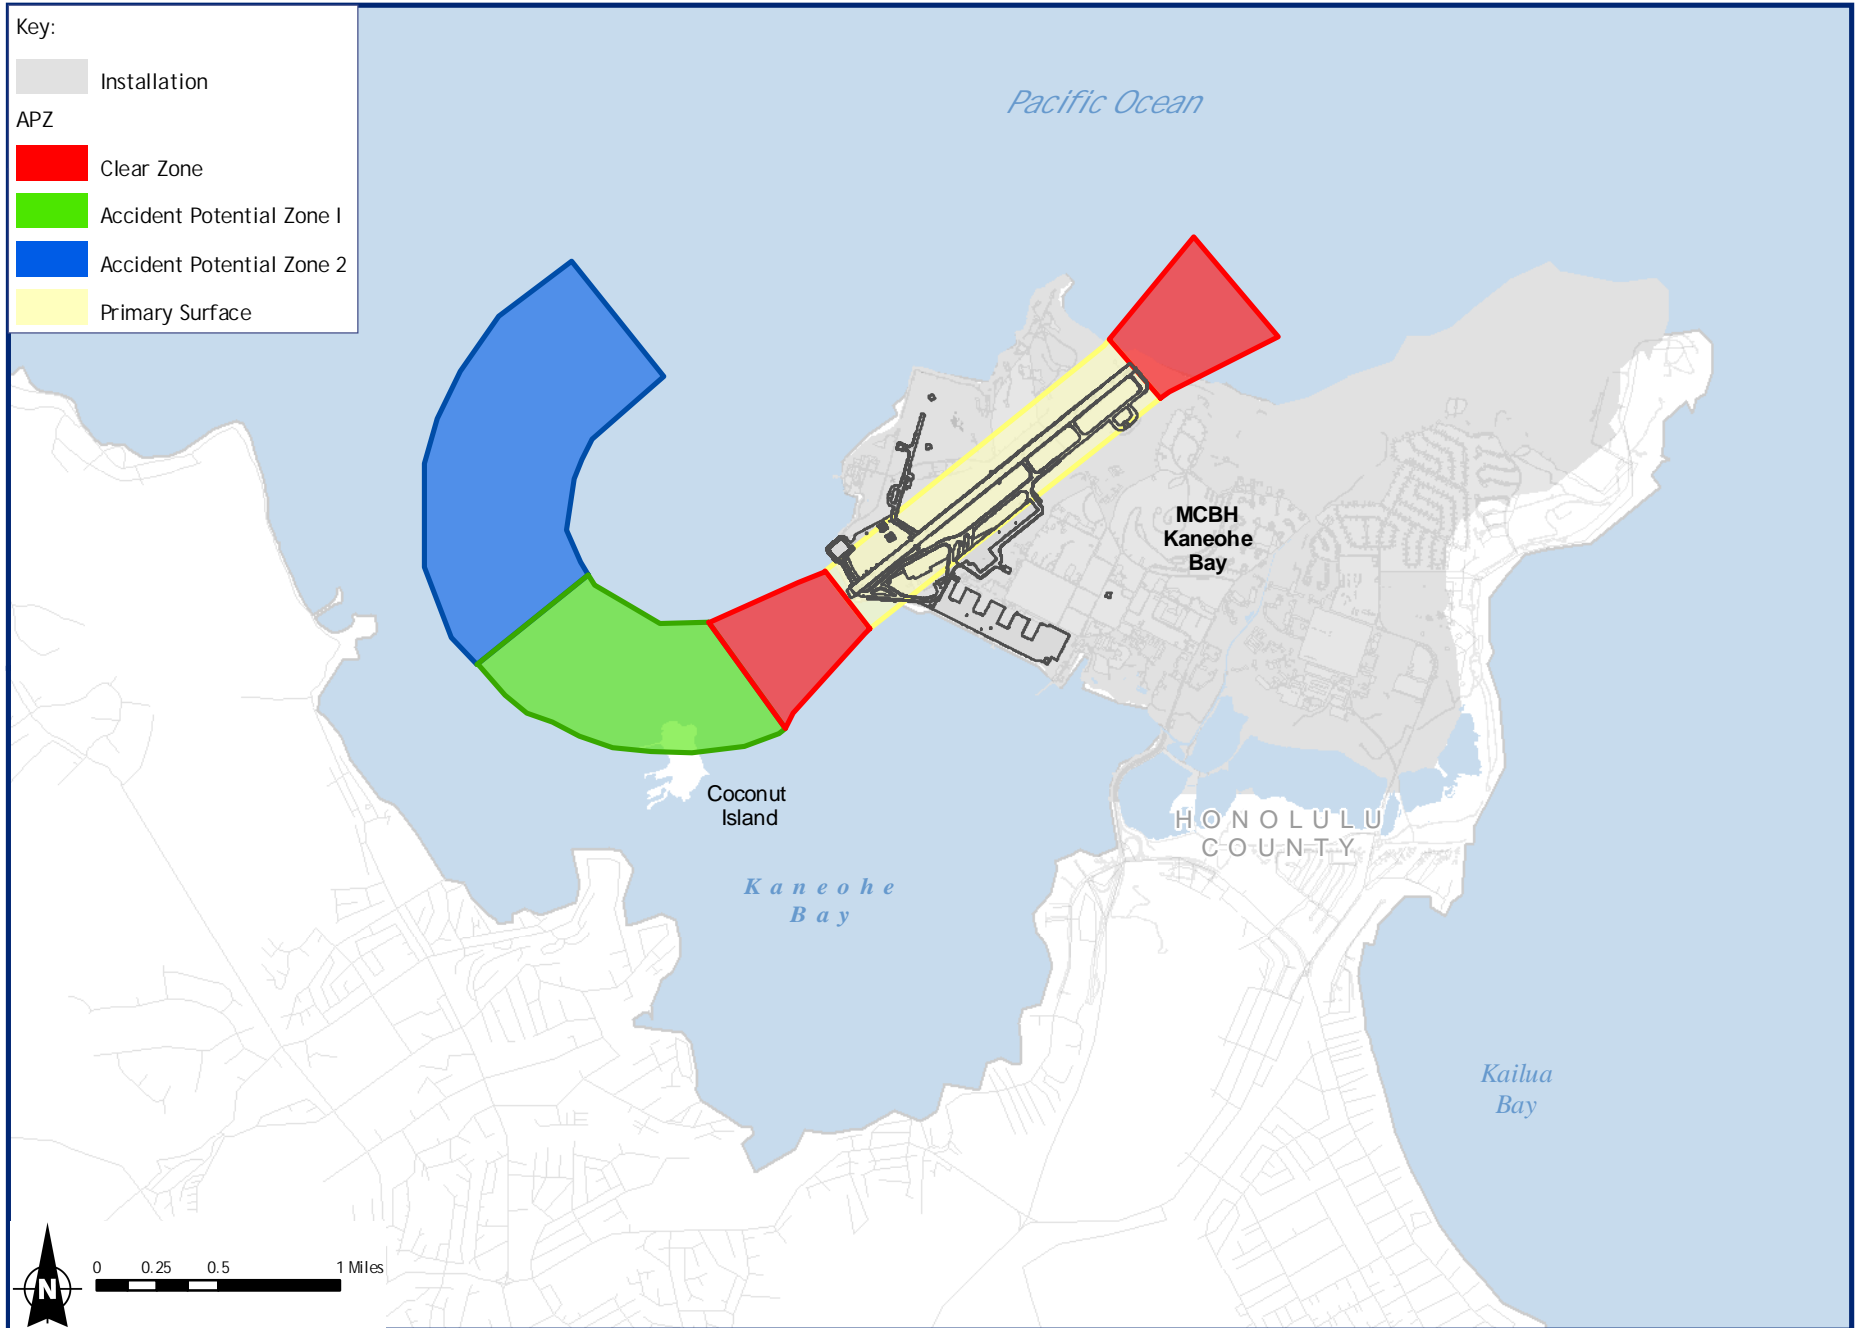 Key:
Installation
APZ
Clear Zone
Accident Potential Zone I
Accident Potential Zone 2
Primary Surface
Pacific Ocean
MCBH
Kaneohe
Bay
Coconut
Island
HONOLULU
COUNTY
Kaneohe
Bay
Kailua
Bay
N
0 0.25 0.5 1 Miles